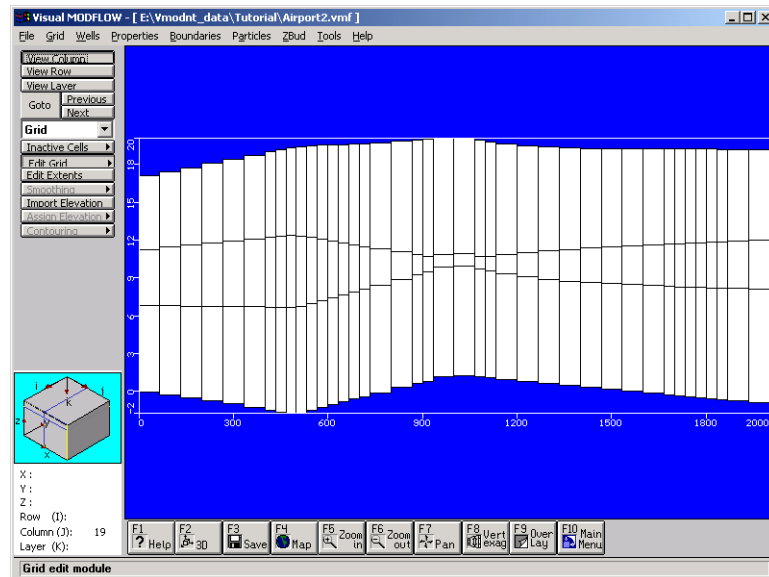 Visual MODFLOW - [ E:\Vmodnt_data\Tutorial\Airport2.vmf ]
File Grid Wells Properties Boundaries Particles ZBud Tools Help
View Column
View Row
View Layer
Goto Previous
Next
Grid
Inactive Cells
Edit Grid
Edit Extents
Smoothing
Import Elevation
Assign Elevation
Contouring
20
18
15
12
9
6
3
0
-2
0 300 600 900 1200 1500 1800 2000
i j
k
z
y
x
X :
Y :
Z :
Row (I):
Column (J): 19
Layer (K):
F1 ? Help
F2 3D
F3 Save
F4 Map
F5 Zoom in
F6 Zoom out
F7 Pan
F8 Vert exag
F9 Over Lay
F10 Main Menu
Grid edit module